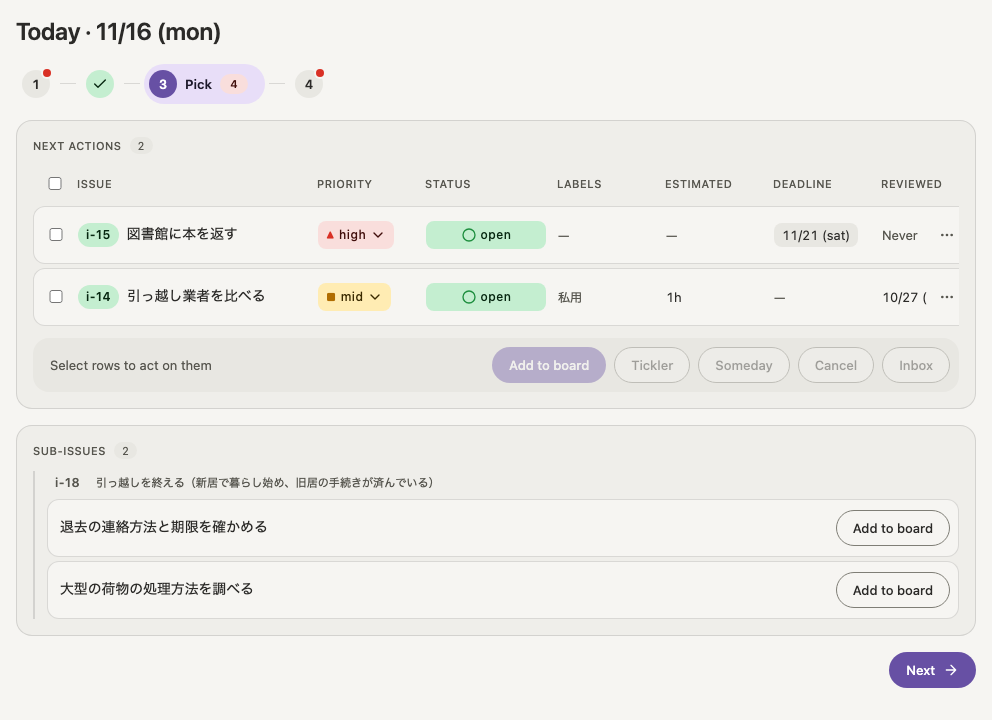 Today · 11/16 (mon)
1
3 Pick 4
4
NEXT ACTIONS 2
ISSUE PRIORITY STATUS LABELS ESTIMATED DEADLINE REVIEWED
i-15 図書館に本を返す high open — — 11/21 (sat) Never ···
i-14 引っ越し業者を比べる mid open 私用 1h — 10/27 ( ···
Select rows to act on them Add to board Tickler Someday Cancel Inbox
SUB-ISSUES 2
i-18 引っ越しを終える（新居で暮らし始め、旧居の手続きが済んでいる）
退去の連絡方法と期限を確かめる Add to board
大型の荷物の処理方法を調べる Add to board
Next →